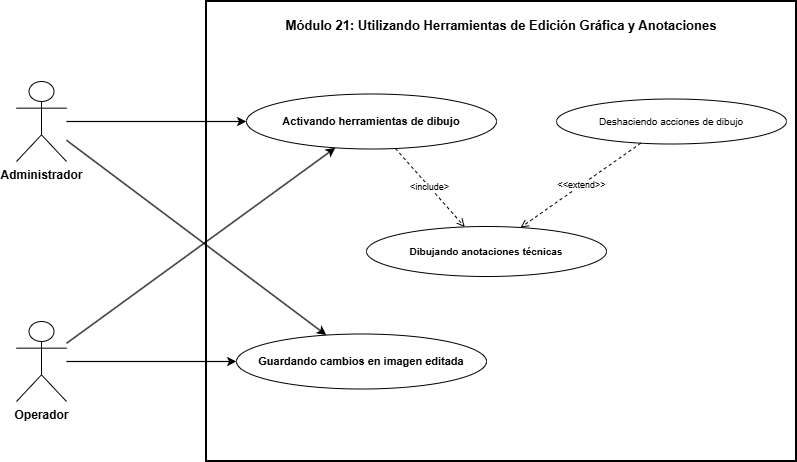 Módulo 21: Utilizando Herramientas de Edición Gráfica y Anotaciones
Activando herramientas de dibujo
Deshaciendo acciones de dibujo
Administrador
<include>
<<extend>>
Dibujando anotaciones técnicas
Guardando cambios en imagen editada
Operador